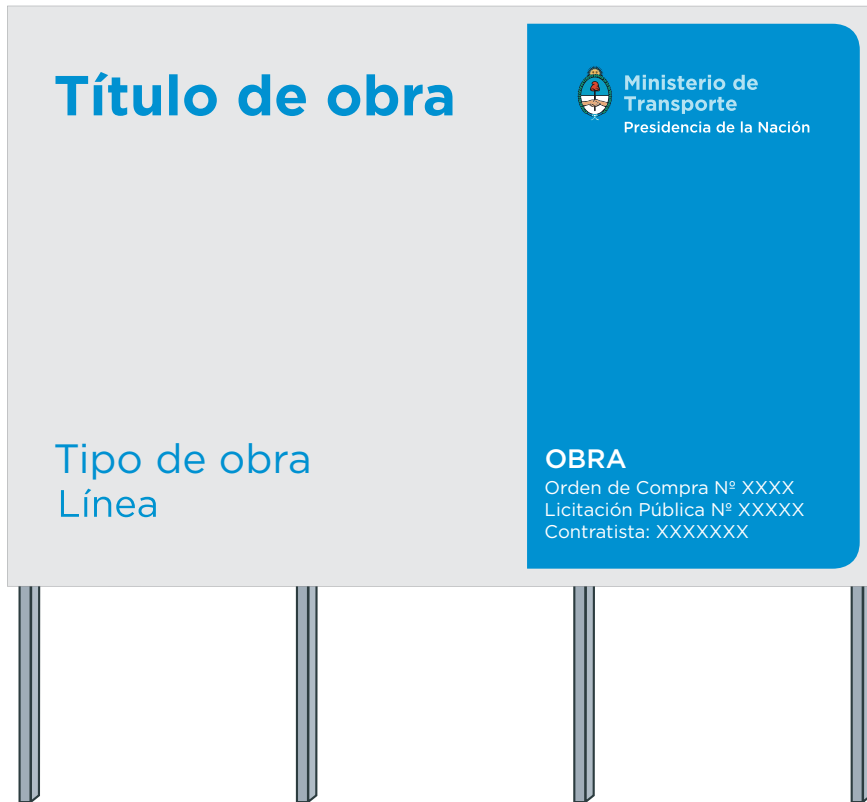 Título de obra
Ministerio de
Transporte
Presidencia de la Nación
Tipo de obra
Línea
OBRA
Orden de Compra Nº XXXX
Licitación Pública Nº XXXXX
Contratista: XXXXXXX